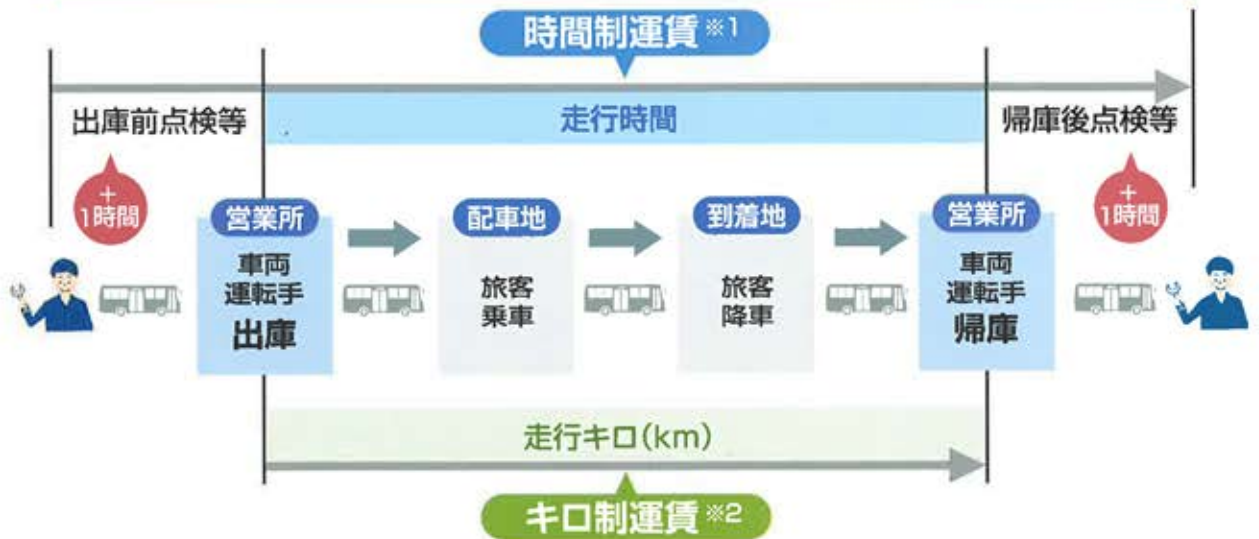 時間制運賃※1
出庫前点検等
走行時間
帰庫後点検等
+
1時間
+
1時間
営業所
車両
運転手
出庫
配車地
旅客
乗車
到着地
旅客
降車
営業所
車両
運転手
帰庫
走行キロ(km)
キロ制運賃※2